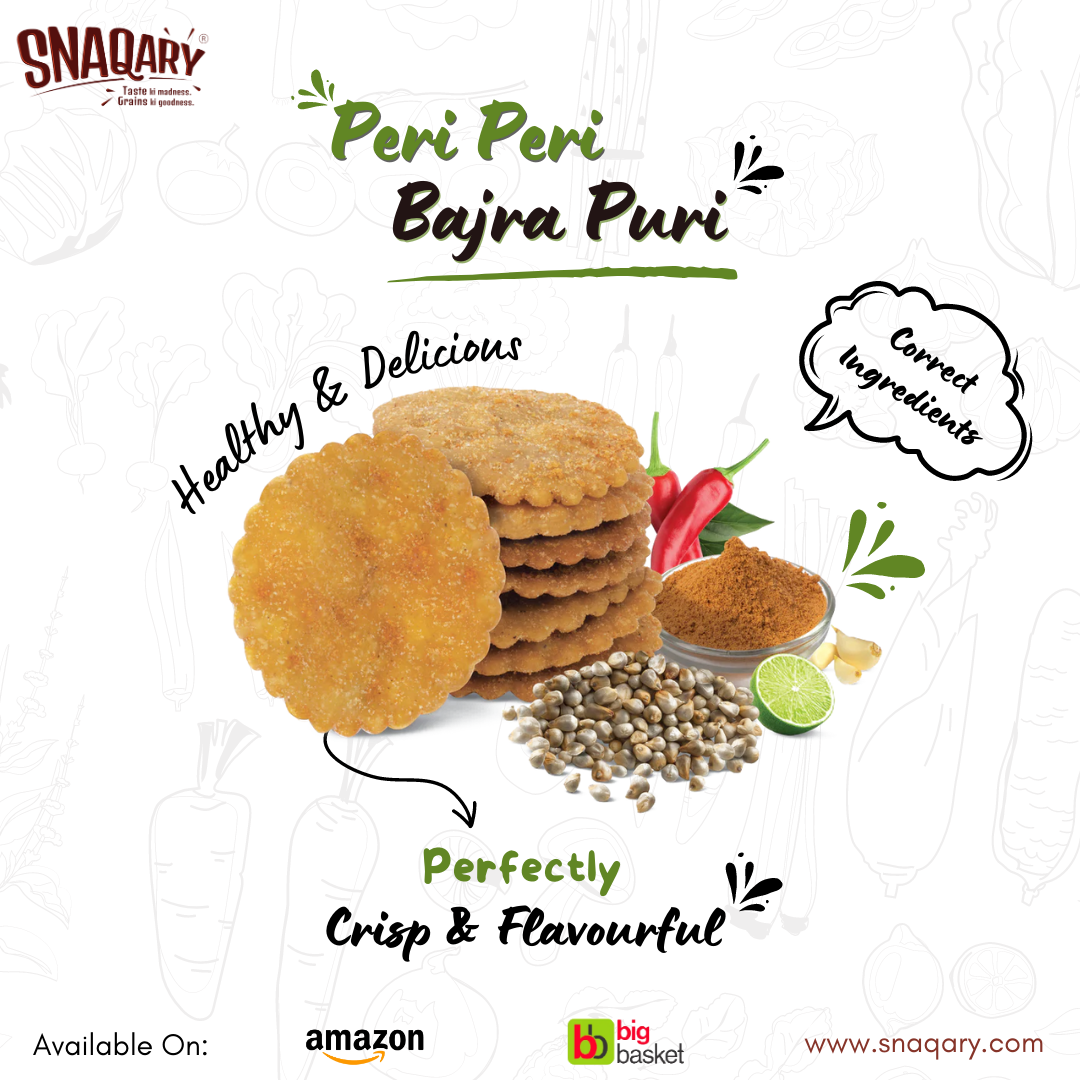 SNAQARY®
Taste ki madness.
Grains ki goodness.
Peri Peri
Bajra Puri
Healthy & Delicious
Correct
Ingredients
Perfectly
Crisp & Flavourful
Available On:
amazon
bb big
basket
www.snaqary.com